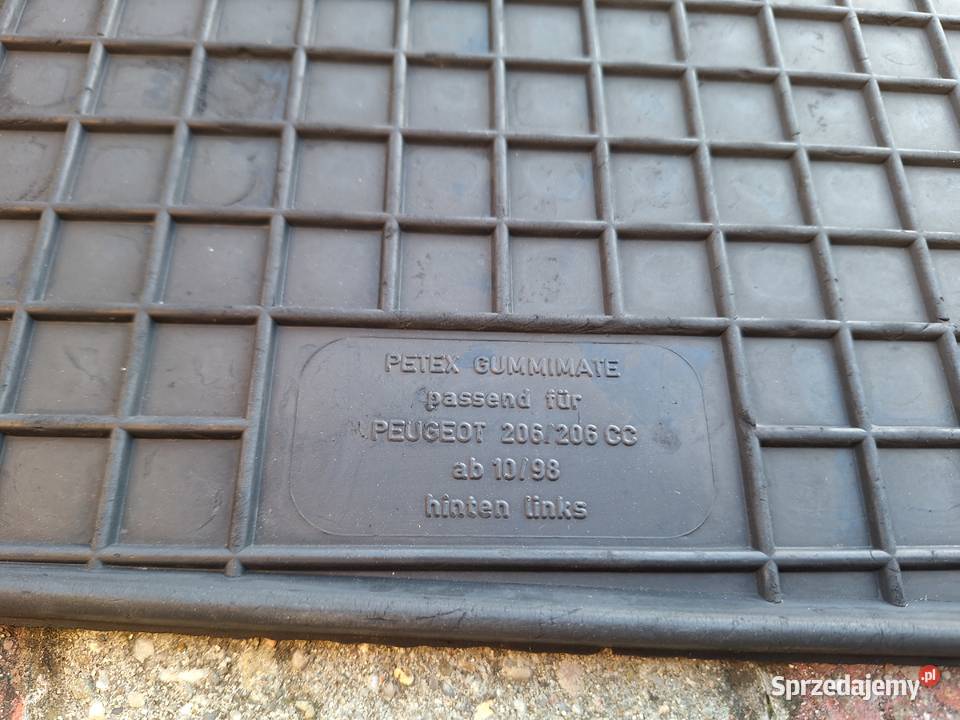 PETEX GUMMIMATE
passend für
PEUGEOT 206/206 CC
ab 10/98
hinten links
Sprzedajemy.pl